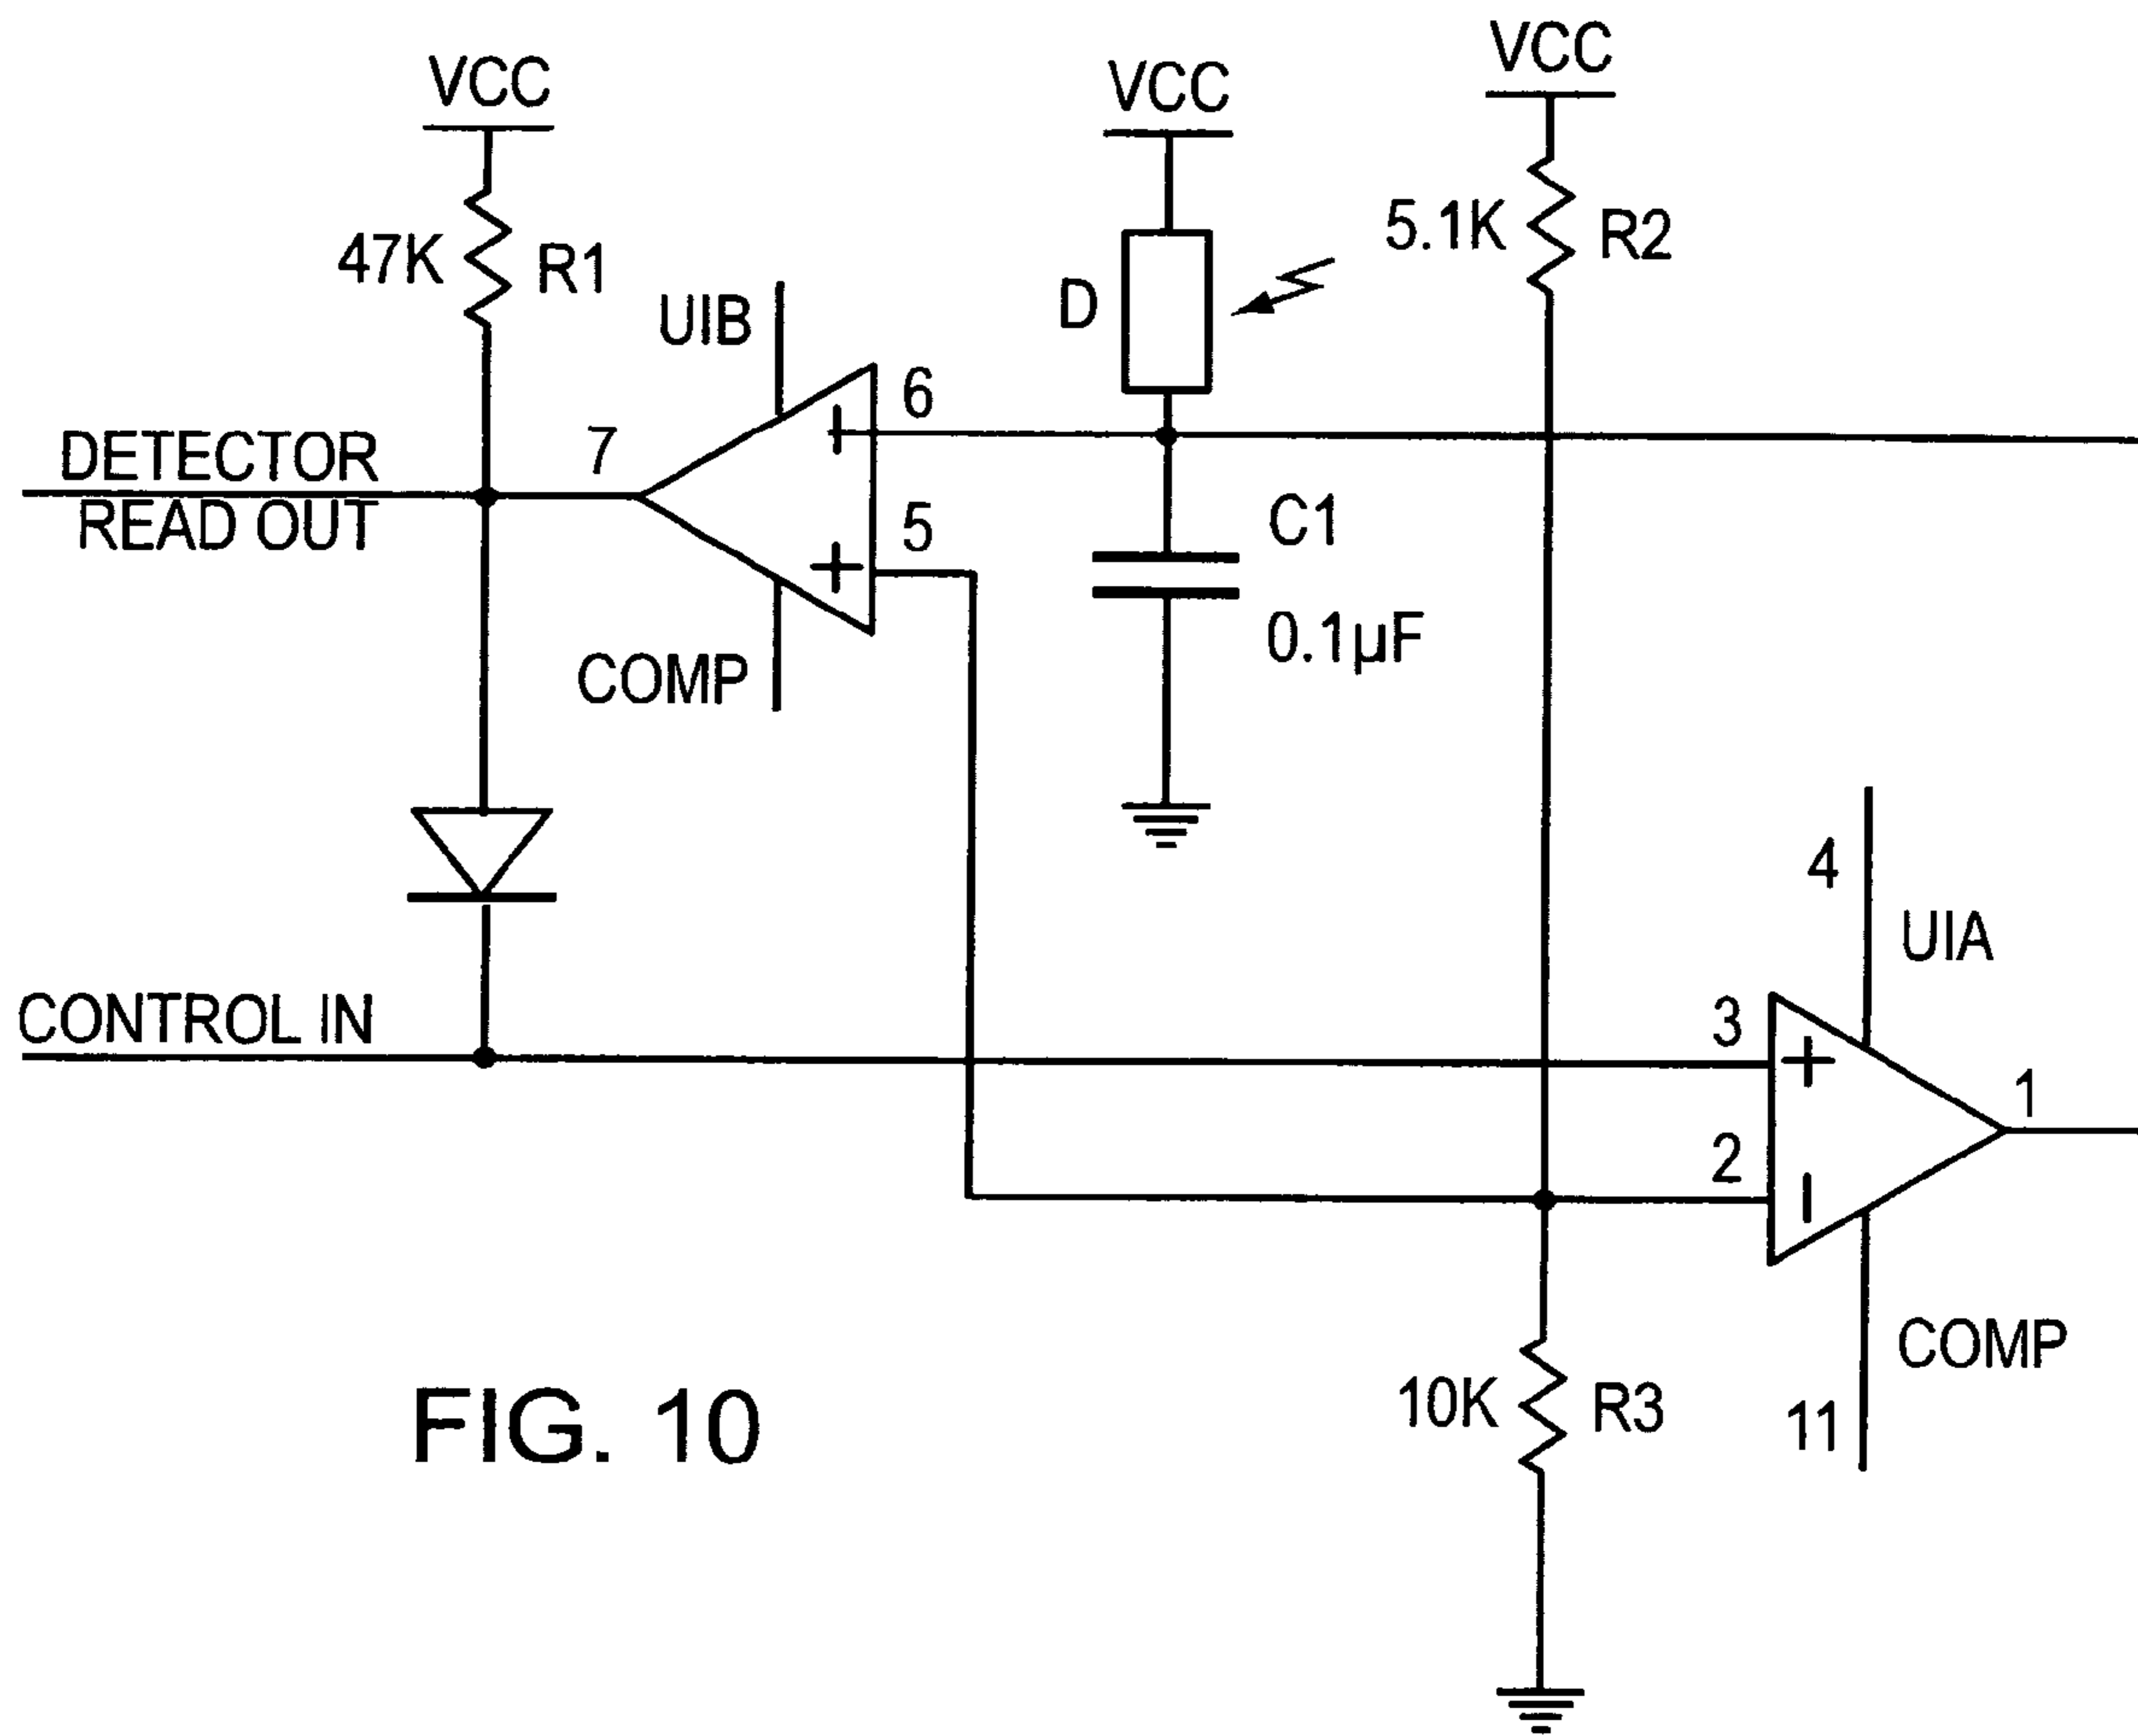 VCC
VCC
VCC
47K
R1
UIB
D
5.1K
R2
6
7
DETECTOR
READ OUT
+
5
+
C1
0.1µF
COMP
4
UIA
CONTROL IN
3
+
1
2
10K
R3
COMP
11
FIG. 10